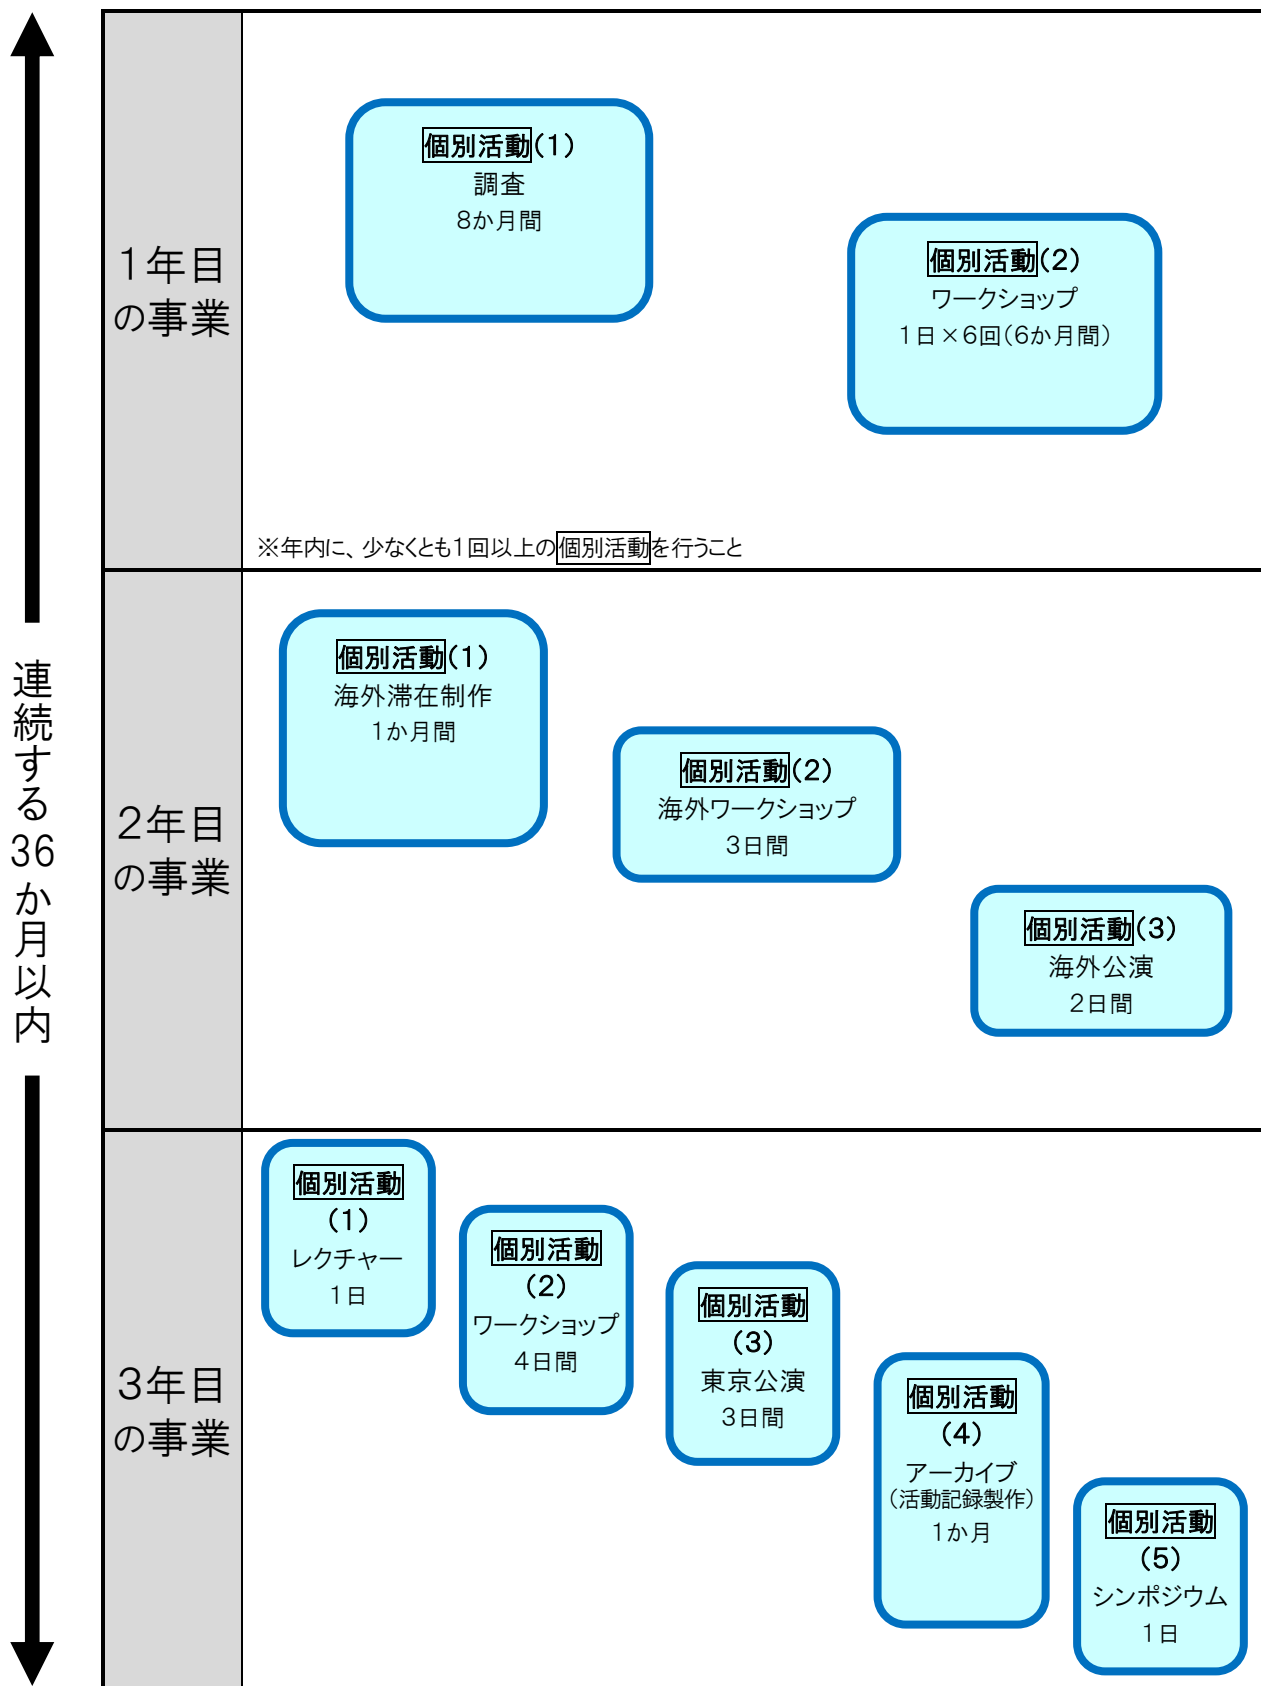 連続する36か月以内
1年目
の事業
個別活動(1)
調査
8か月間
個別活動(2)
ワークショップ
1日×6回(6か月間)
※年内に、少なくとも1回以上の個別活動を行うこと
2年目
の事業
個別活動(1)
海外滞在制作
1か月間
個別活動(2)
海外ワークショップ
3日間
個別活動(3)
海外公演
2日間
3年目
の事業
個別活動
(1)
レクチャー
1日
個別活動
(2)
ワークショップ
4日間
個別活動
(3)
東京公演
3日間
個別活動
(4)
アーカイブ
(活動記録製作)
1か月
個別活動
(5)
シンポジウム
1日